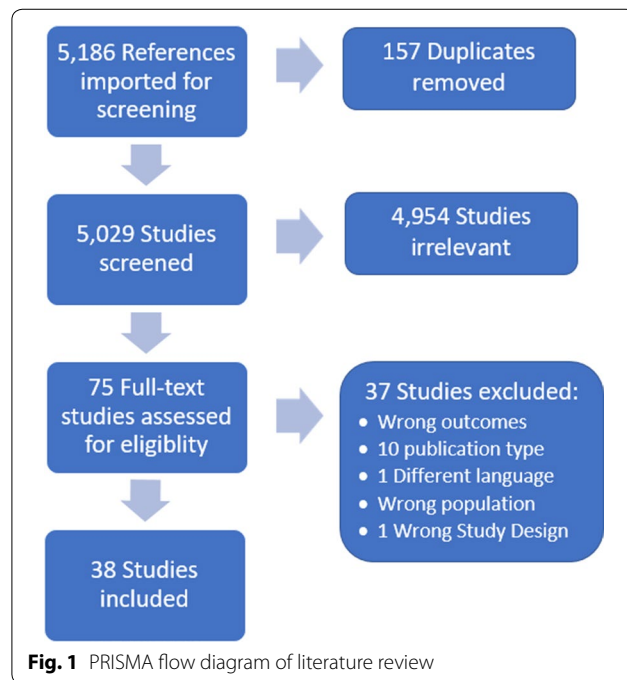 5,186 References
imported for
screening
157 Duplicates
removed
5,029 Studies
screened
4,954 Studies
irrelevant
75 Full-text
studies assessed
for eligiblity
37 Studies excluded:
• Wrong outcomes
• 10 publication type
• 1 Different language
• Wrong population
• 1 Wrong Study Design
38 Studies
included
Fig. 1 PRISMA flow diagram of literature review